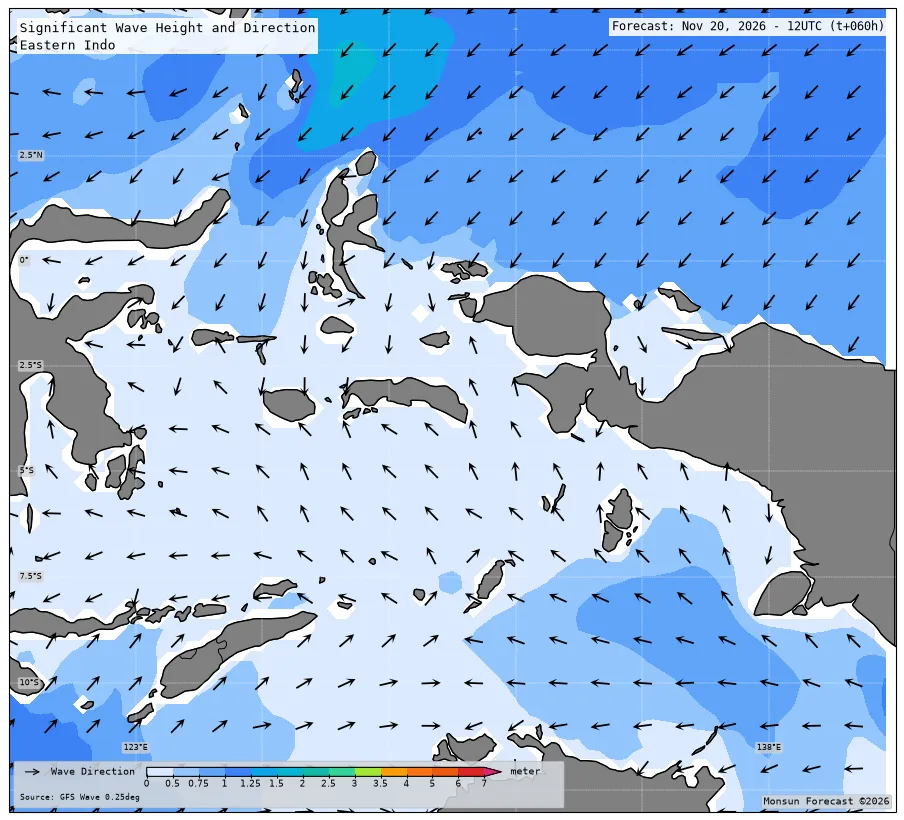 Significant Wave Height and Direction
Eastern Indo
Forecast: Nov 20, 2026 - 12UTC (t+060h)
2.5°N
0°
2.5°S
5°S
7.5°S
10°S
123°E
138°E
Wave Direction
meter
0 0.5 0.75 1 1.25 1.5 2 2.5 3 3.5 4 5 6 7
Source: GFS Wave 0.25deg
Monsun Forecast ©2026